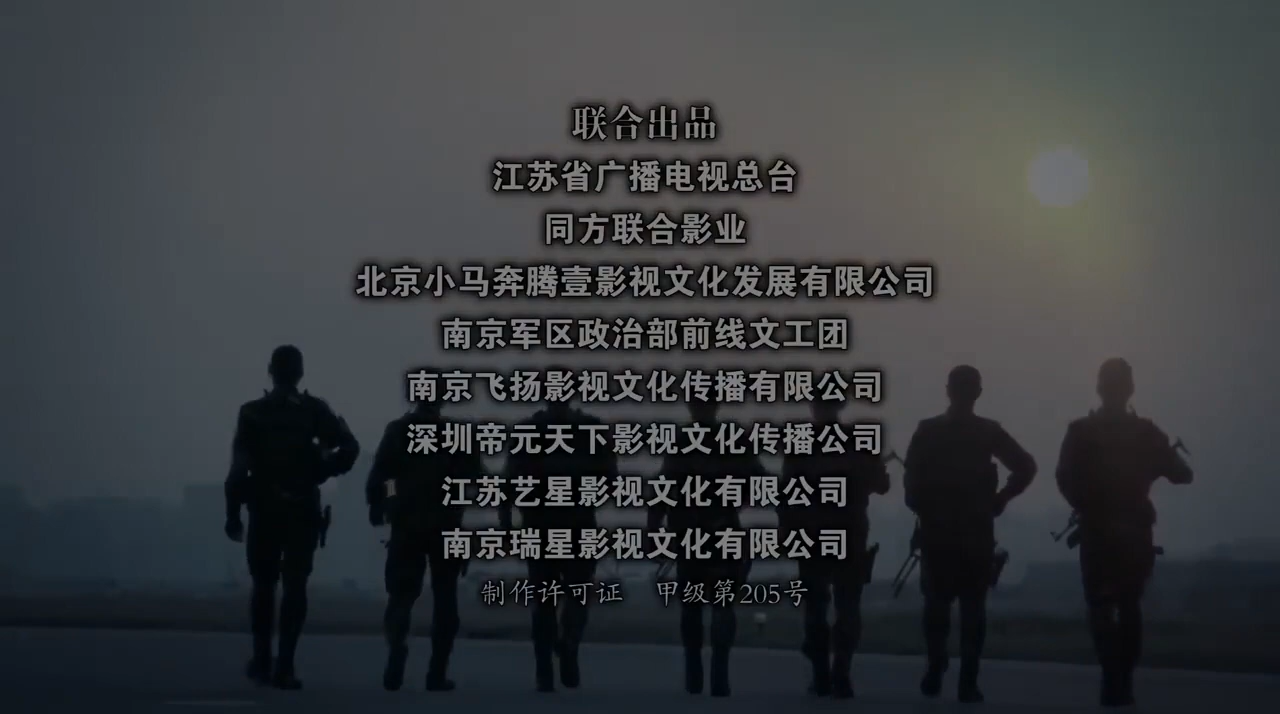 联合出品
江苏省广播电视总台
同方联合影业
北京小马奔腾壹影视文化发展有限公司
南京军区政治部前线文工团
南京飞扬影视文化传播有限公司
深圳帝元天下影视文化传播公司
江苏艺星影视文化有限公司
南京瑞星影视文化有限公司
制作许可证 甲级第205号